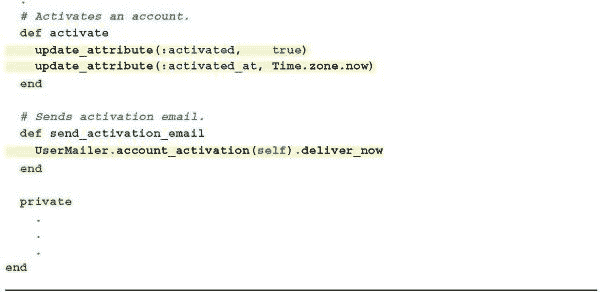 .
# Activates an account.
def activate
update_attribute(:activated,    true)
update_attribute(:activated_at, Time.zone.now)
end
# Sends activation email.
def send_activation_email
UserMailer.account_activation(self).deliver_now
end
private
.
.
.
end